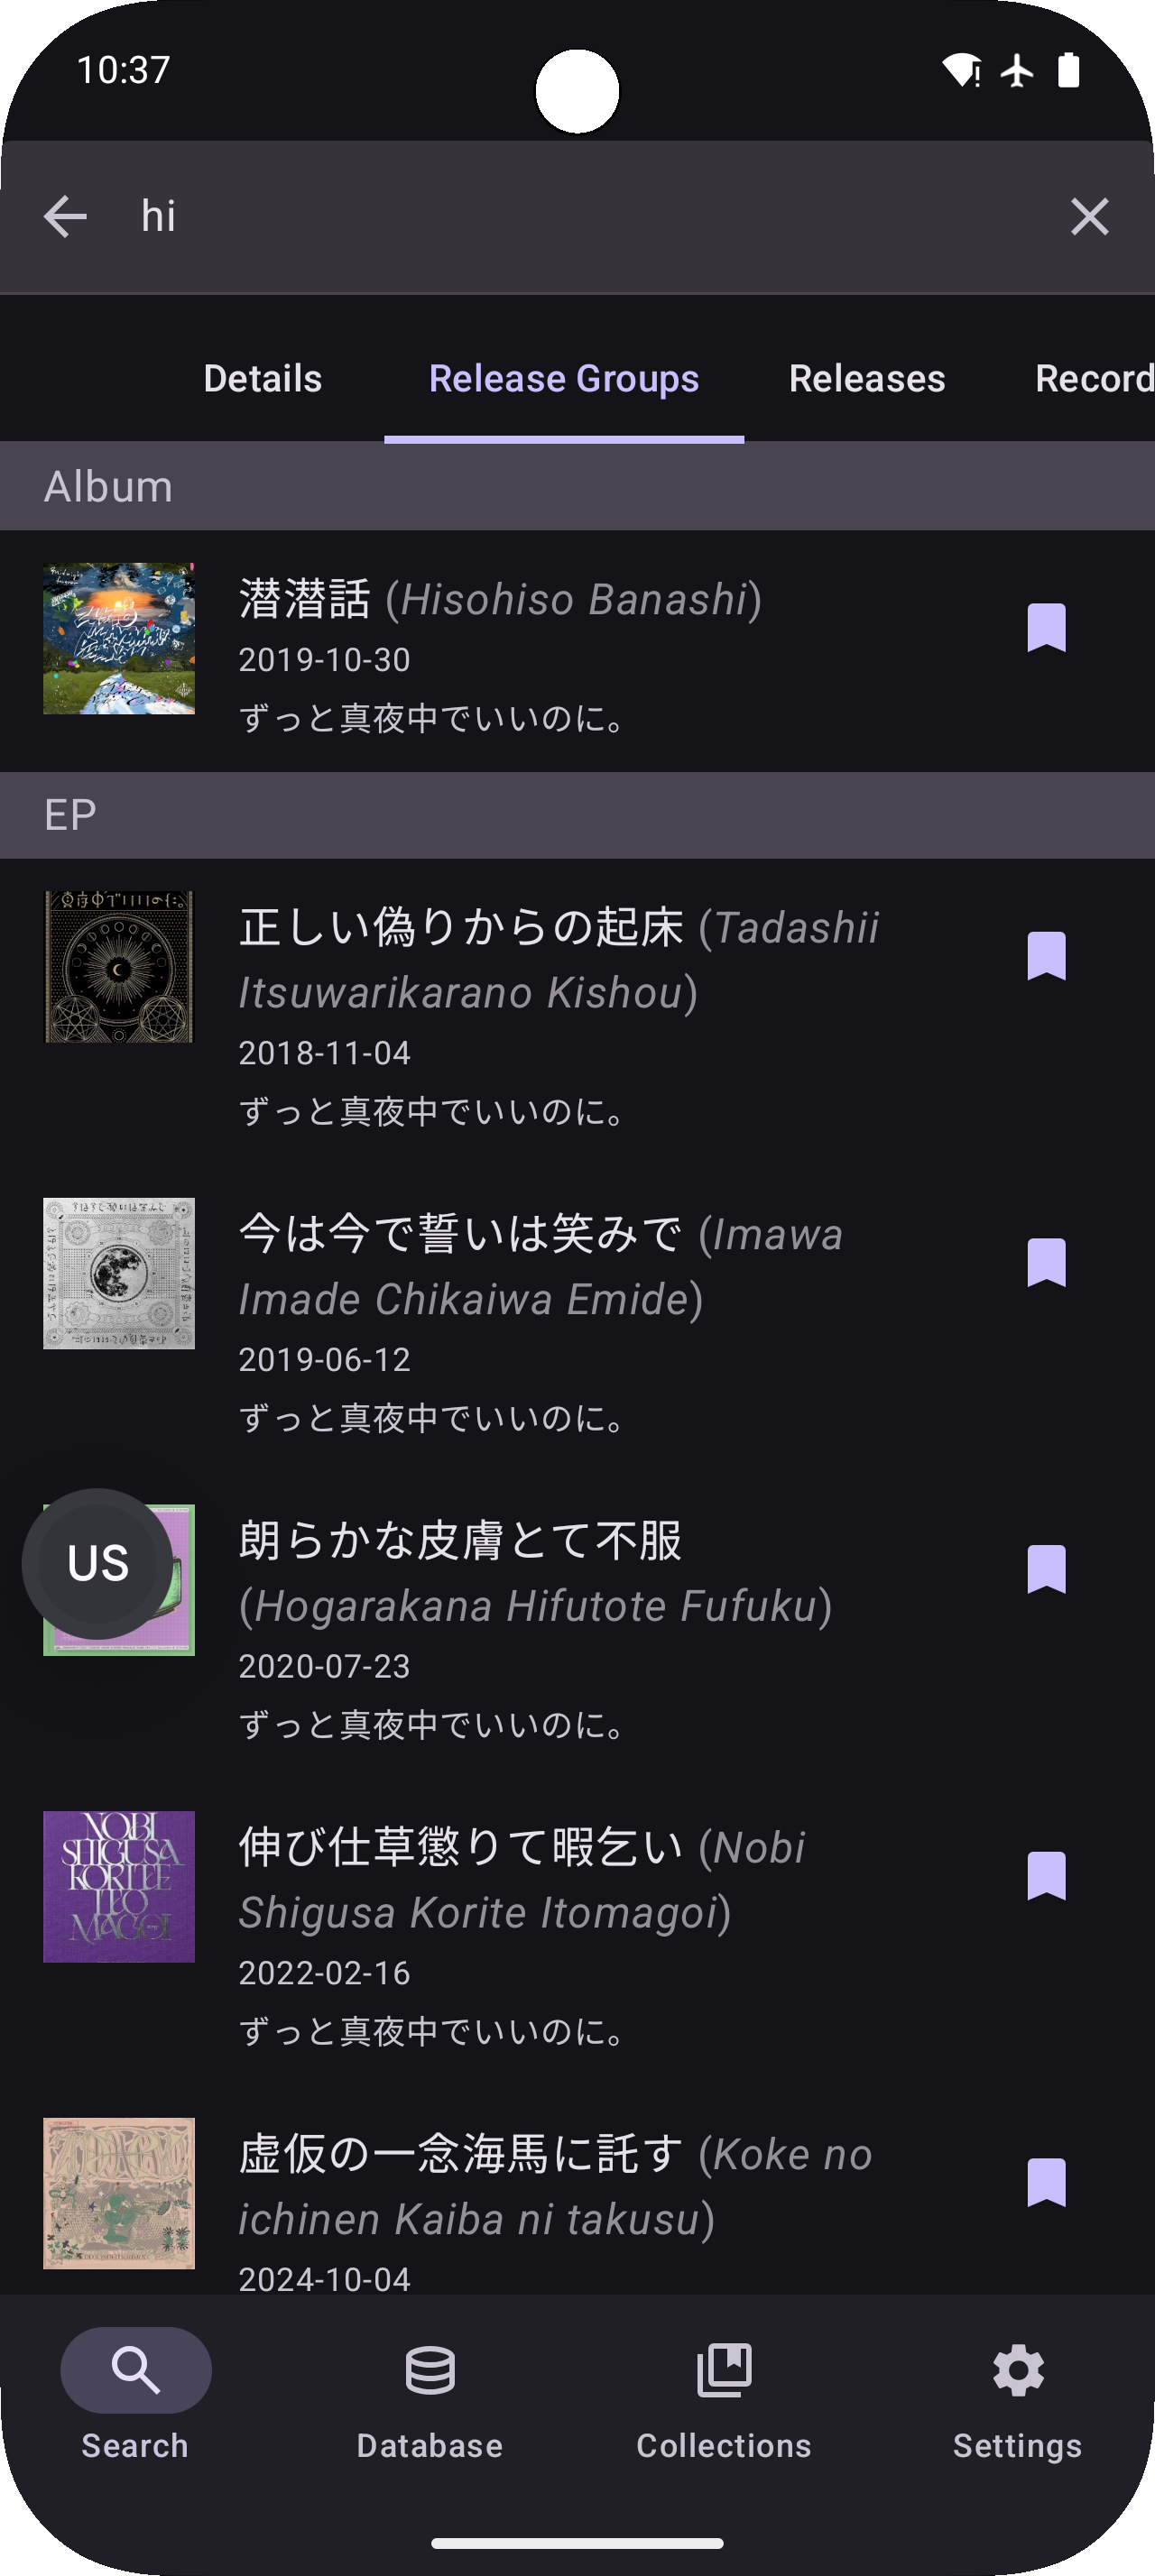 10:37
hi
Details Release Groups Releases Record
Album
潜潜話 (Hisohiso Banashi)
2019-10-30
ずっと真夜中でいいのに。
EP
正しい偽りからの起床 (Tadashii
Itsuwarikarano Kishou)
2018-11-04
ずっと真夜中でいいのに。
今は今で誓いは笑みで (Imawa
Imade Chikaiwa Emide)
2019-06-12
ずっと真夜中でいいのに。
US
朗らかな皮膚とて不服
(Hogarakana Hifutote Fufuku)
2020-07-23
ずっと真夜中でいいのに。
NOBI
SHIGUSA
KORITE
ITO
MAGOI
伸び仕草懲りて暇乞い (Nobi
Shigusa Korite Itomagoi)
2022-02-16
ずっと真夜中でいいのに。
虚仮の一念海馬に託す (Koke no
ichinen Kaiba ni takusu)
2024-10-04
Search Database Collections Settings